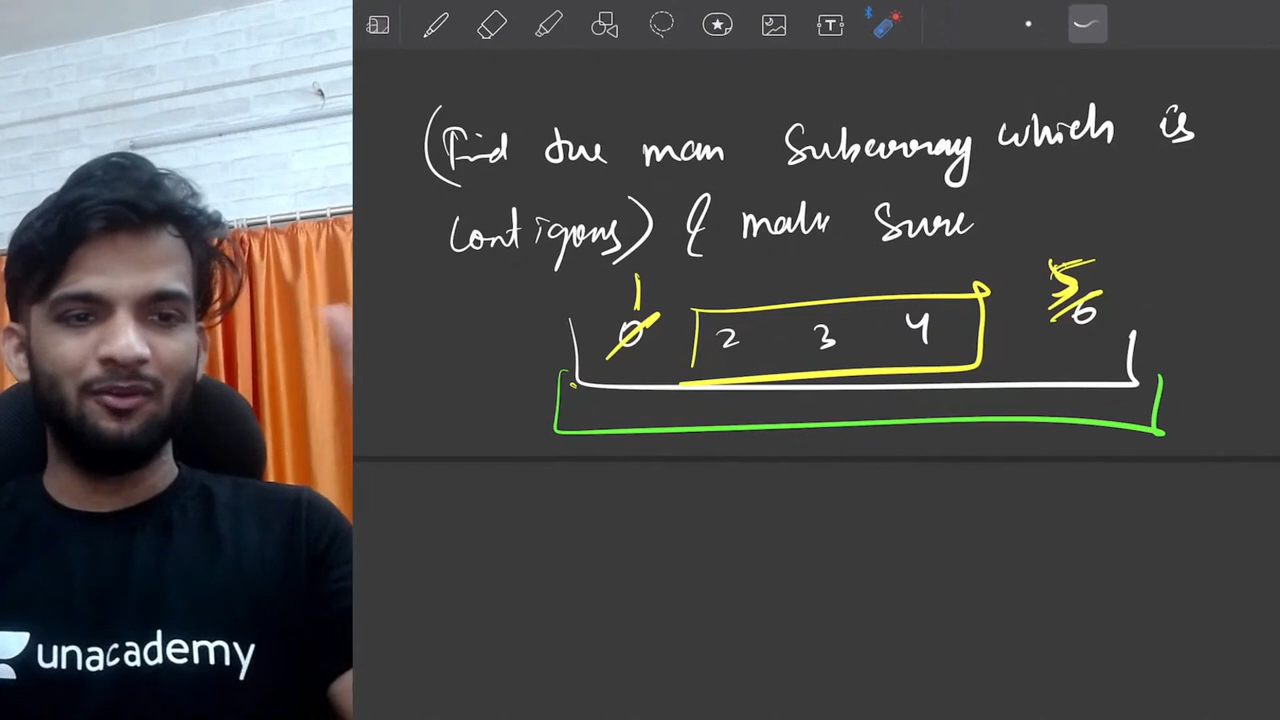 (Find the max Subarray which is
contigous) & make sure
1 5
0 2 3 4 6
unacademy